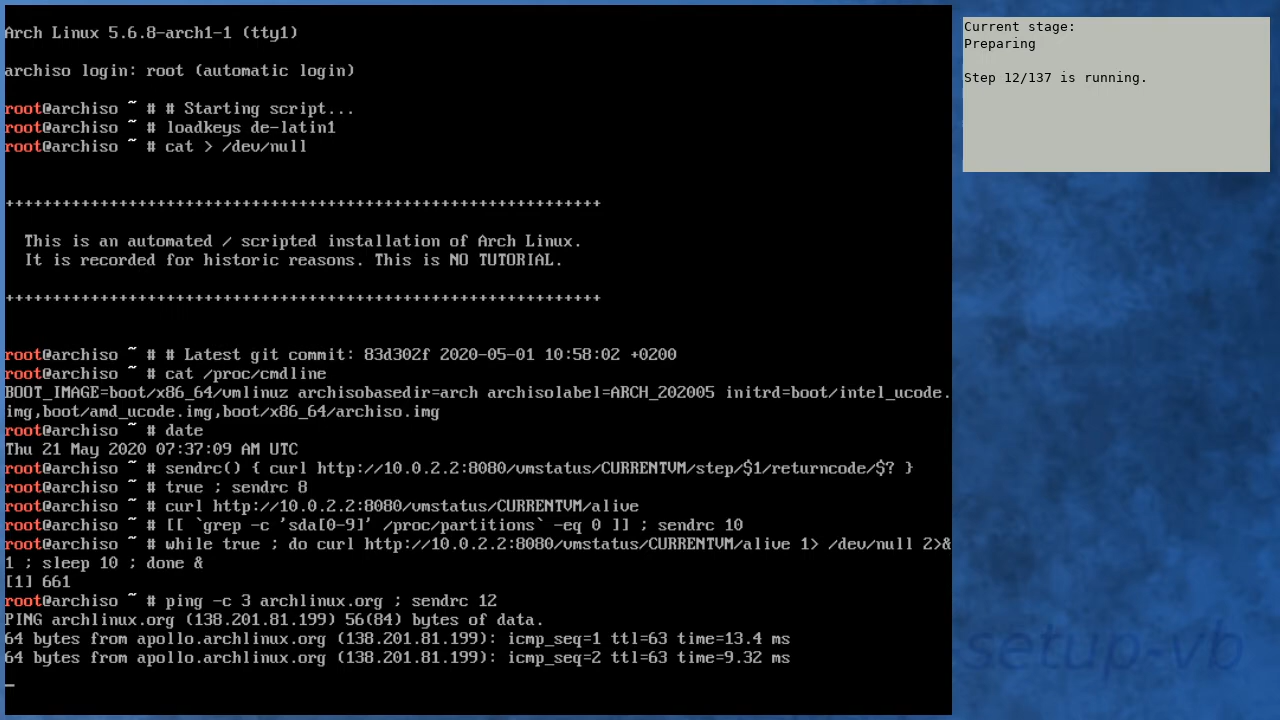 Arch Linux 5.6.8-arch1-1 (tty1)
archiso login: root (automatic login)
root@archiso ~ # # Starting script...
root@archiso ~ # loadkeys de-latin1
root@archiso ~ # cat > /dev/null
+++++++++++++++++++++++++++++++++++++++++++++++++++++++++++++++
This is an automated / scripted installation of Arch Linux.
It is recorded for historic reasons. This is NO TUTORIAL.
+++++++++++++++++++++++++++++++++++++++++++++++++++++++++++++++
root@archiso ~ # # Latest git commit: 83d302f 2020-05-01 10:58:02 +0200
root@archiso ~ # cat /proc/cmdline
BOOT_IMAGE=boot/x86_64/vmlinuz archisobasedir=arch archisolabel=ARCH_202005 initrd=boot/intel_ucode.
img,boot/amd_ucode.img,boot/x86_64/archiso.img
root@archiso ~ # date
Thu 21 May 2020 07:37:09 AM UTC
root@archiso ~ # sendrc() { curl http://10.0.2.2:8080/vmstatus/CURRENTVM/step/$1/returncode/$? }
root@archiso ~ # true ; sendrc 8
root@archiso ~ # curl http://10.0.2.2:8080/vmstatus/CURRENTVM/alive
root@archiso ~ # [[ `grep -c 'sda[0-9]' /proc/partitions` -eq 0 ]] ; sendrc 10
root@archiso ~ # while true ; do curl http://10.0.2.2:8080/vmstatus/CURRENTVM/alive 1> /dev/null 2>&
1 ; sleep 10 ; done &
[1] 661
root@archiso ~ # ping -c 3 archlinux.org ; sendrc 12
PING archlinux.org (138.201.81.199) 56(84) bytes of data.
64 bytes from apollo.archlinux.org (138.201.81.199): icmp_seq=1 ttl=63 time=13.4 ms
64 bytes from apollo.archlinux.org (138.201.81.199): icmp_seq=2 ttl=63 time=9.32 ms
_
Current stage:
Preparing
Step 12/137 is running.
setup-vb